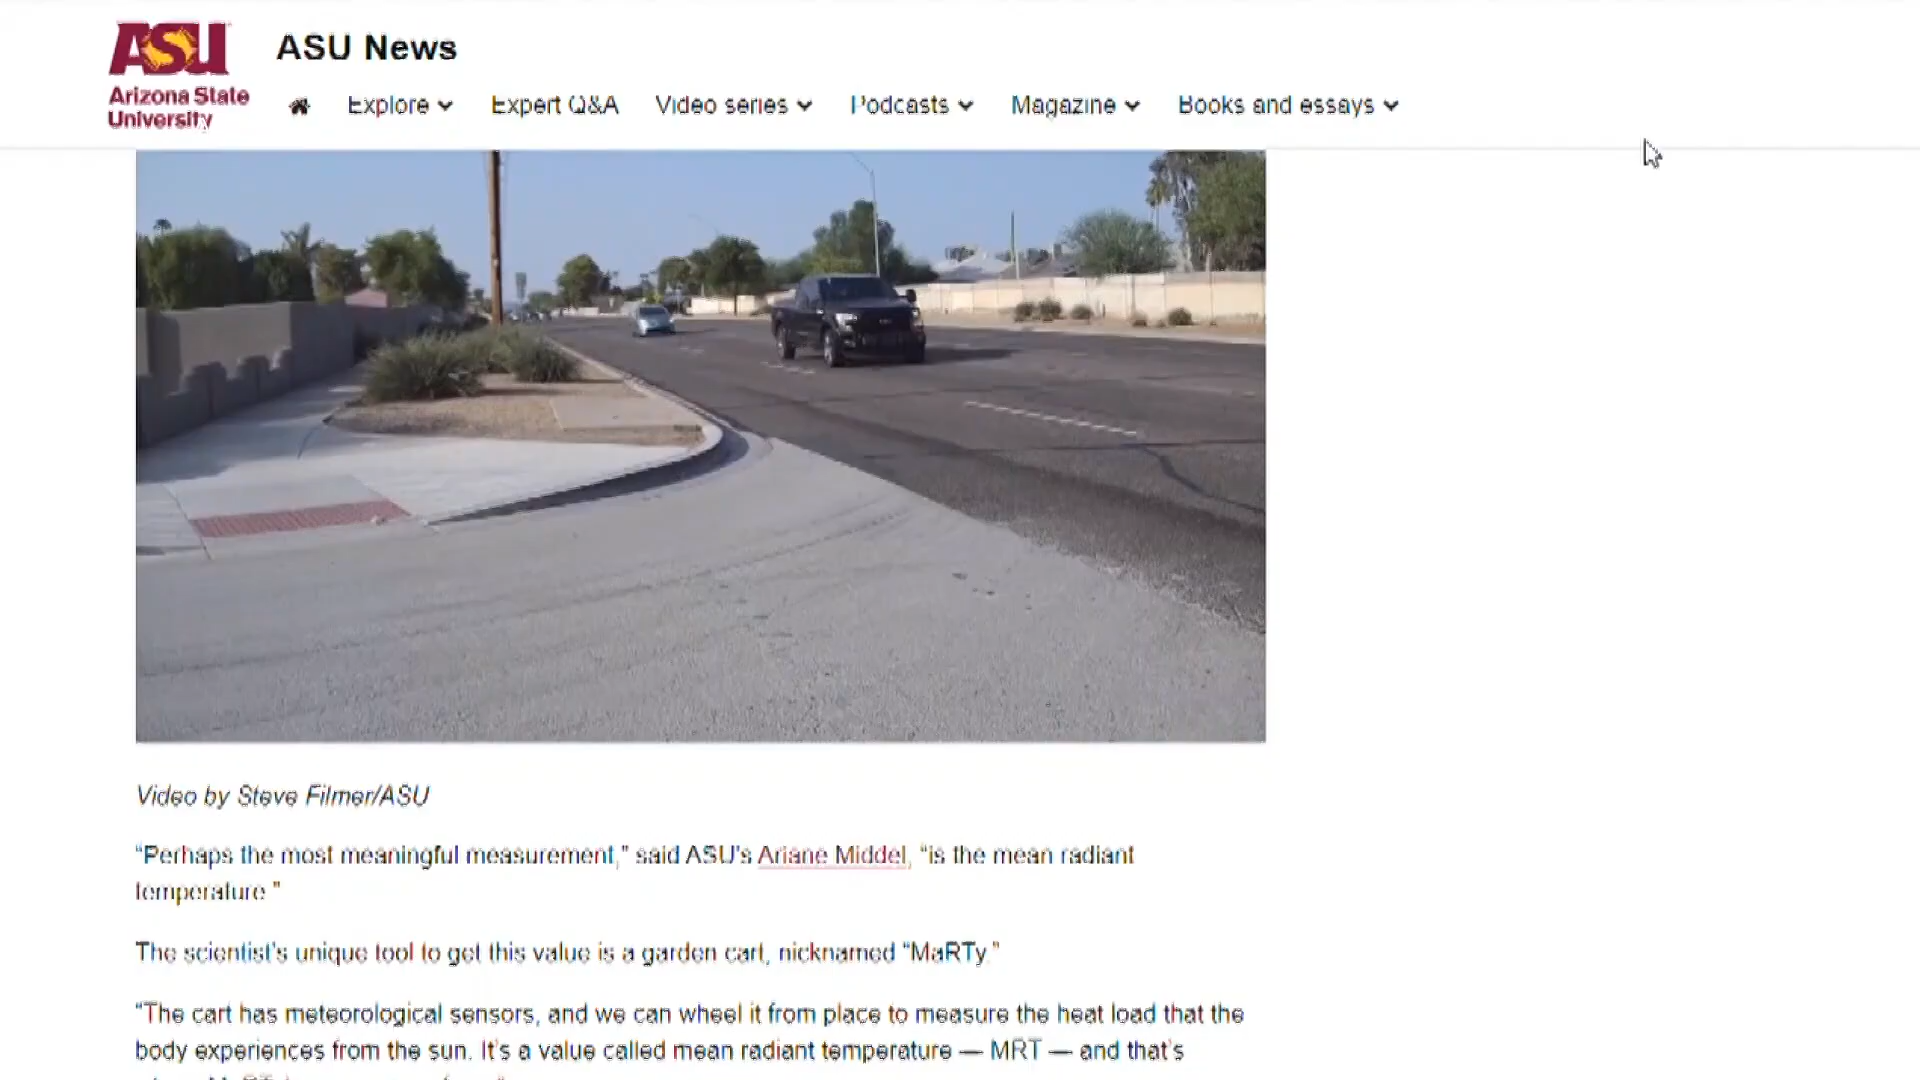 ASU
Arizona State
University
ASU News
Explore
Expert Q&A
Video series
Podcasts
Magazine
Books and essays
Video by Steve Filmer/ASU
“Perhaps the most meaningful measurement,” said ASU’s Ariane Middel, “is the mean radiant
temperature.”
The scientist’s unique tool to get this value is a garden cart, nicknamed “MaRTy.”
“The cart has meteorological sensors, and we can wheel it from place to measure the heat load that the
body experiences from the sun. It’s a value called mean radiant temperature — MRT — and that’s